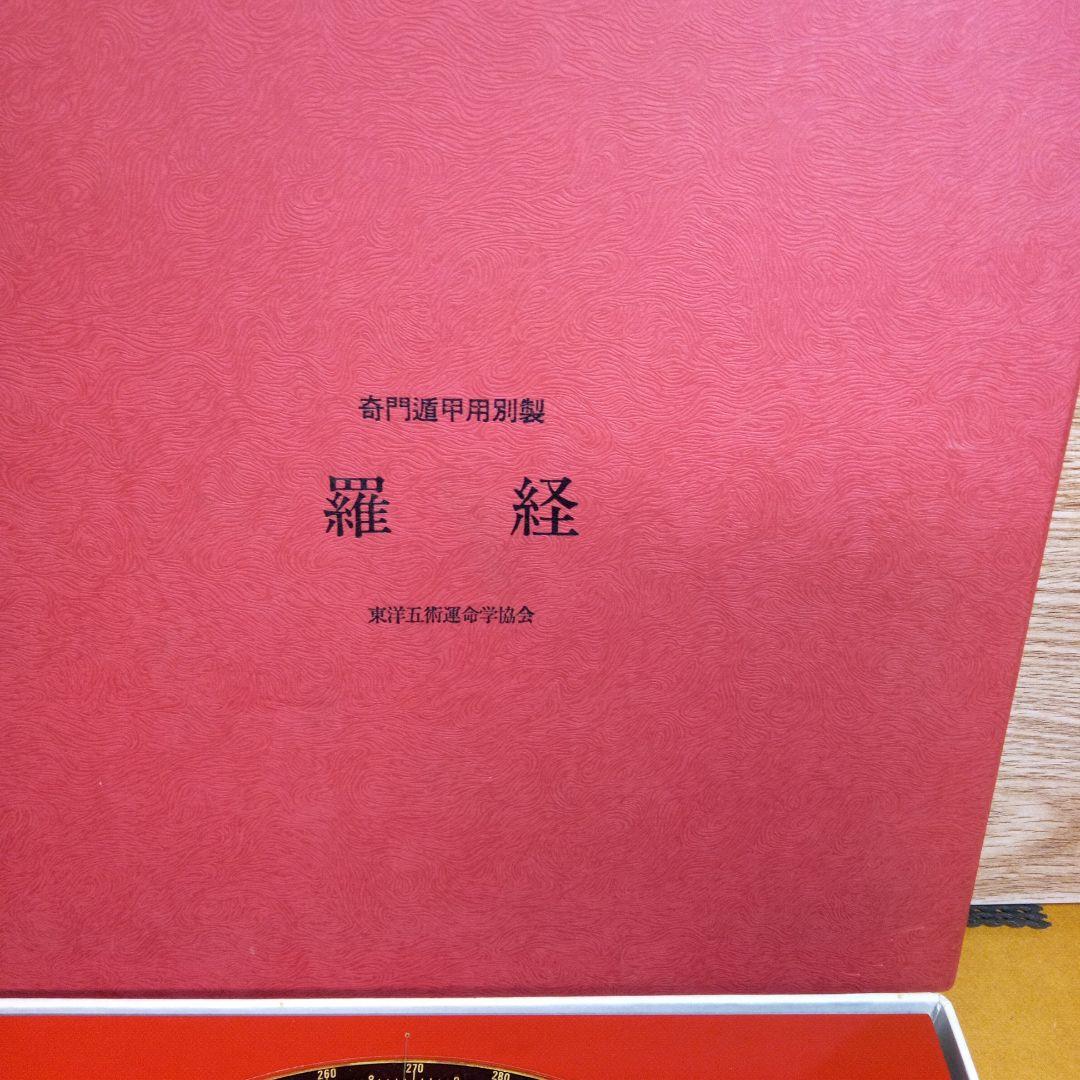 奇門遁甲用別製
羅 経
東洋五術運命学協会
260 270 280